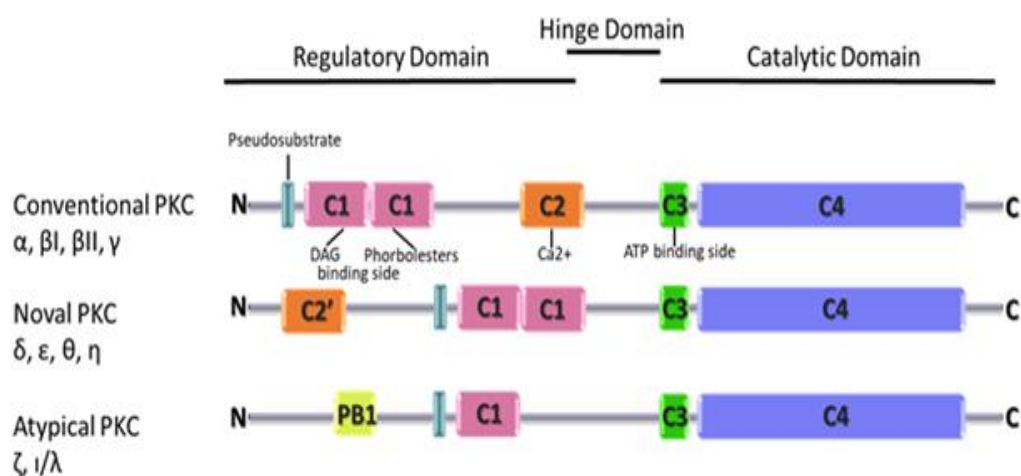 Hinge Domain
Regulatory Domain
Catalytic Domain
Pseudosubstrate
Conventional PKC
α, βI, βII, γ
N C1 C1 C2 C3 C4 C
DAG
binding side
Phorbolesters
Ca2+
ATP binding side
Noval PKC
δ, ε, θ, η
N C2' C1 C1 C3 C4 C
Atypical PKC
ζ, ι/λ
N PB1 C1 C3 C4 C